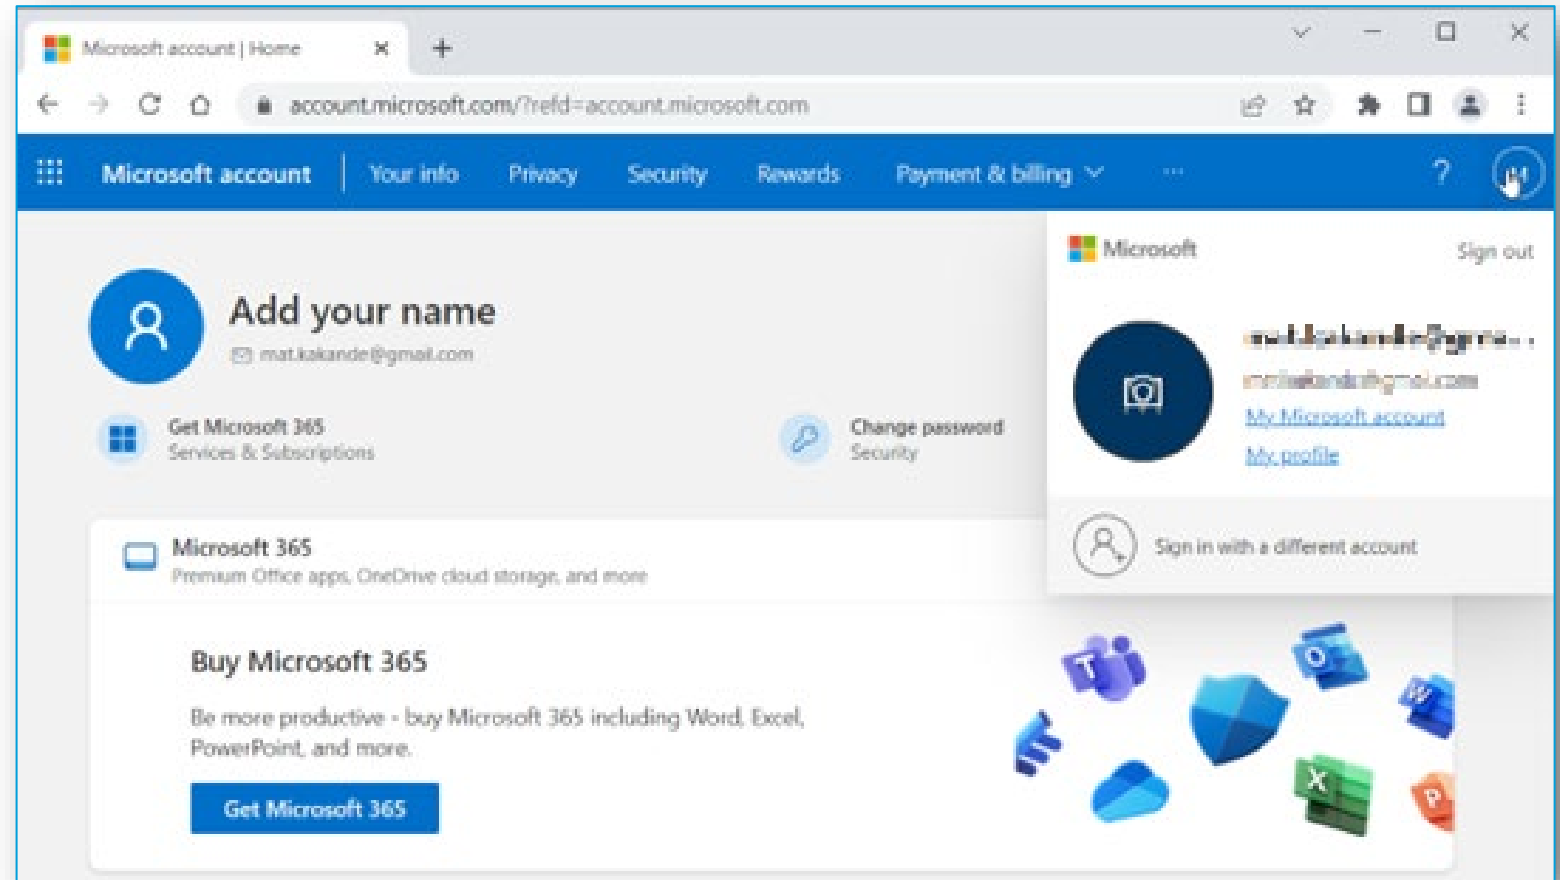 Microsoft account | Home
account.microsoft.com/?refd=account.microsoft.com
Microsoft account
Your info
Privacy
Security
Rewards
Payment & billing
...
?
Microsoft
Sign out
Add your name
mat.kakande@gmail.com
My Microsoft account
My profile
Get Microsoft 365
Services & Subscriptions
Change password
Security
Sign in with a different account
Microsoft 365
Premium Office apps, OneDrive cloud storage, and more
Buy Microsoft 365
Be more productive - buy Microsoft 365 including Word, Excel,
PowerPoint, and more.
Get Microsoft 365
T
O
W
X
P